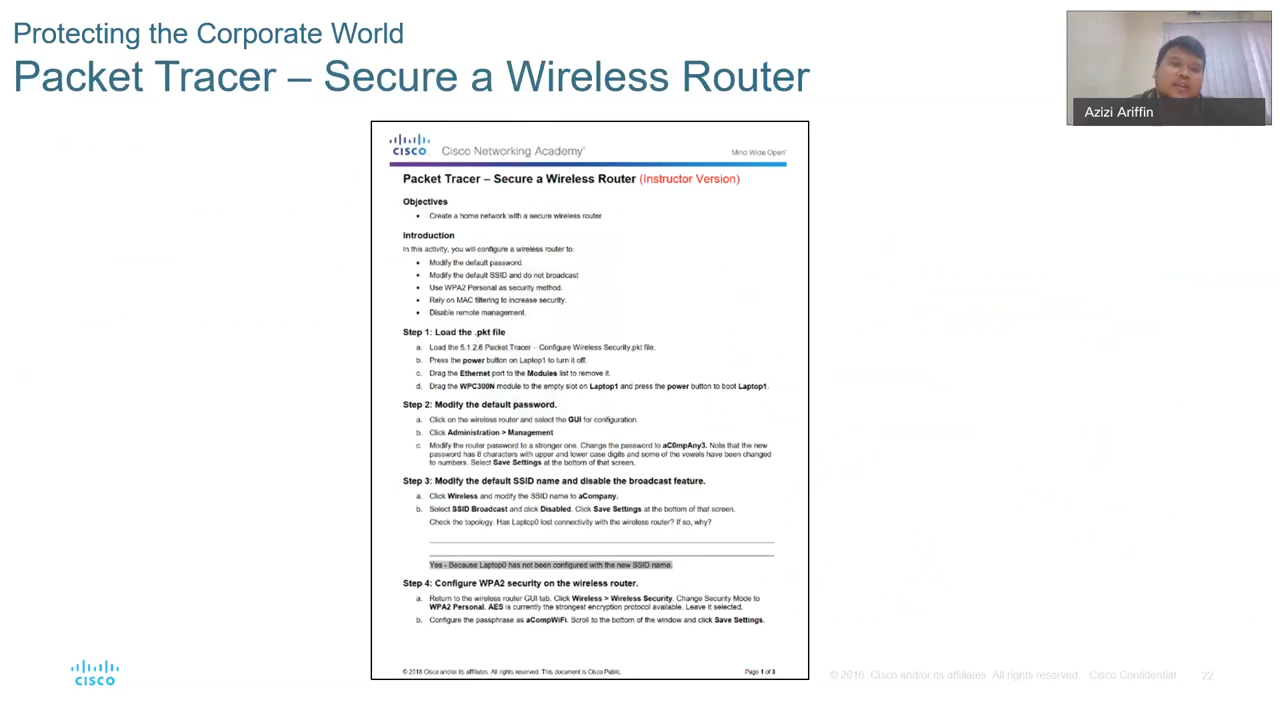 Protecting the Corporate World
Packet Tracer – Secure a Wireless Router
Azizi Ariffin
CISCO Cisco Networking Academy® Mind Wide Open®
Packet Tracer – Secure a Wireless Router (Instructor Version)
Objectives
• Create a home network with a secure wireless router
Introduction
In this activity, you will configure a wireless router to:
• Modify the default password.
• Modify the default SSID and do not broadcast
• Use WPA2 Personal as security method.
• Rely on MAC filtering to increase security.
• Disable remote management.
Step 1: Load the .pkt file
a. Load the 5.1.2.6 Packet Tracer – Configure Wireless Security.pkt file.
b. Press the power button on Laptop1 to turn it off.
c. Drag the Ethernet port to the Modules list to remove it.
d. Drag the WPC300N module to the empty slot on Laptop1 and press the power button to boot Laptop1.
Step 2: Modify the default password.
a. Click on the wireless router and select the GUI for configuration.
b. Click Administration > Management.
c. Modify the router password to a stronger one. Change the password to aC0mpAny3. Note that the new
password has 8 characters with upper and lower case digits and some of the vowels have been changed
to numbers. Select Save Settings at the bottom of that screen.
Step 3: Modify the default SSID name and disable the broadcast feature.
a. Click Wireless and modify the SSID name to aCompany.
b. Select SSID Broadcast and click Disabled. Click Save Settings at the bottom of that screen.
Check the topology. Has Laptop0 lost connectivity with the wireless router? If so, why?
Yes - Because Laptop0 has not been configured with the new SSID name.
Step 4: Configure WPA2 security on the wireless router.
a. Return to the wireless router GUI tab. Click Wireless > Wireless Security. Change Security Mode to
WPA2 Personal. AES is currently the strongest encryption protocol available. Leave it selected.
b. Configure the passphrase as aCompWiFi. Scroll to the bottom of the window and click Save Settings.
© 2018 Cisco and/or its affiliates. All rights reserved. This document is Cisco Public. Page 1 of 3
CISCO
© 2016 Cisco and/or its affiliates. All rights reserved. Cisco Confidential 22